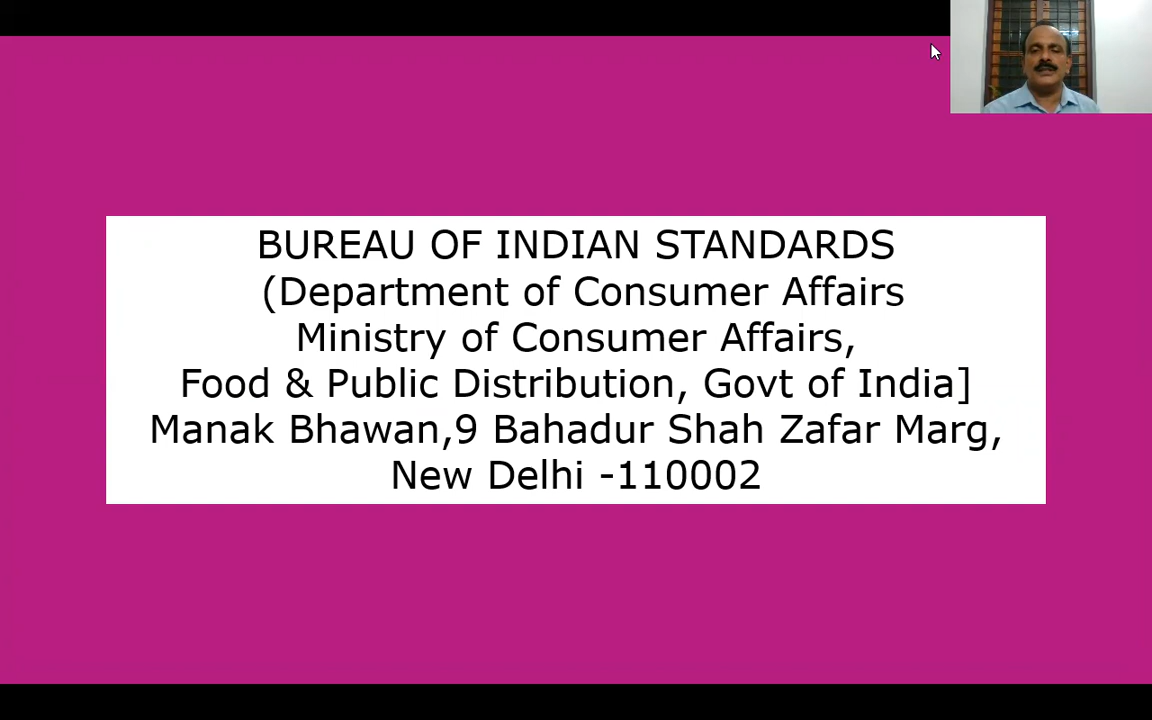 BUREAU OF INDIAN STANDARDS
(Department of Consumer Affairs
Ministry of Consumer Affairs,
Food & Public Distribution, Govt of India]
Manak Bhawan,9 Bahadur Shah Zafar Marg,
New Delhi -110002